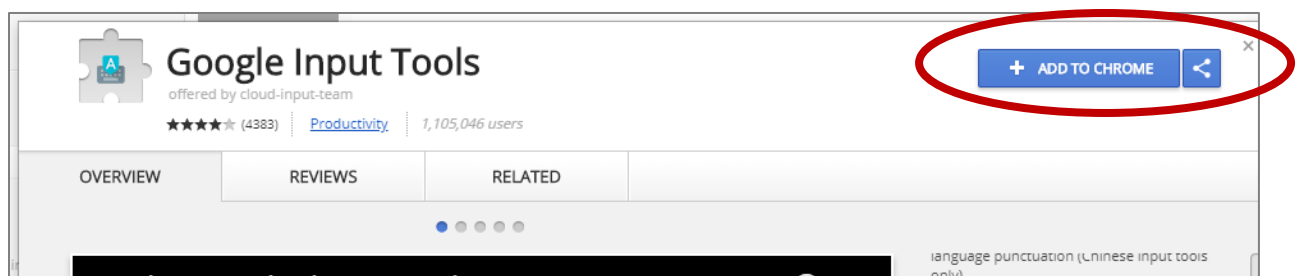 Google Input Tools
+ ADD TO CHROME
offered by cloud-input-team
(4383) Productivity 1,105,046 users
OVERVIEW REVIEWS RELATED
language punctuation (Chinese input tools
only)